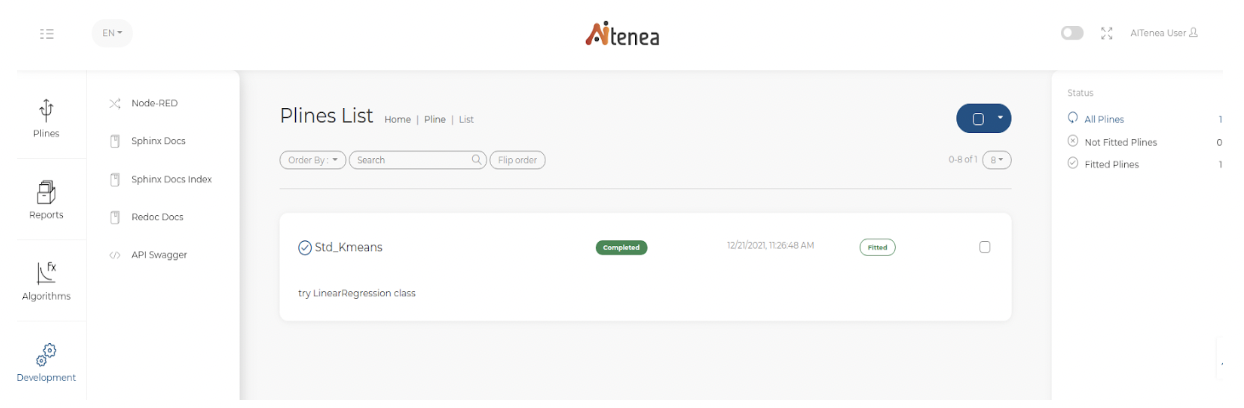 EN
AITenea
AITenea User
Plines
Reports
Algorithms
fx
Development
Node-RED
Sphinx Docs
Sphinx Docs Index
Redoc Docs
API Swagger
Plines List Home | Pline | List
Order By : Search Flip order
0-8 of 1 8
Std_Kmeans Completed 12/21/2021, 11:26:48 AM Fitted
try LinearRegression class
Status
All Plines 1
Not Fitted Plines 0
Fitted Plines 1